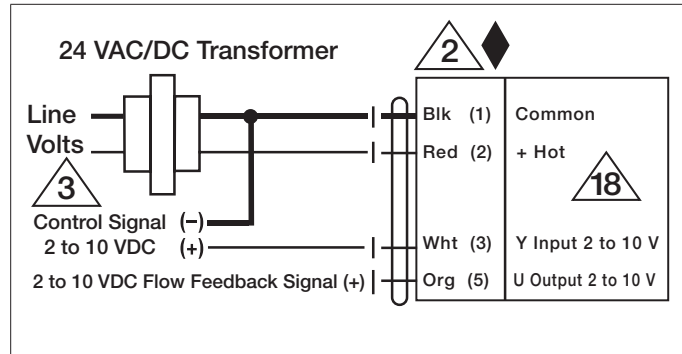 24 VAC/DC Transformer
2
Line
Volts
3
Blk (1) Common
Red (2) + Hot
18
Control Signal (−)
2 to 10 VDC (+)
Wht (3) Y Input 2 to 10 V
2 to 10 VDC Flow Feedback Signal (+)
Org (5) U Output 2 to 10 V